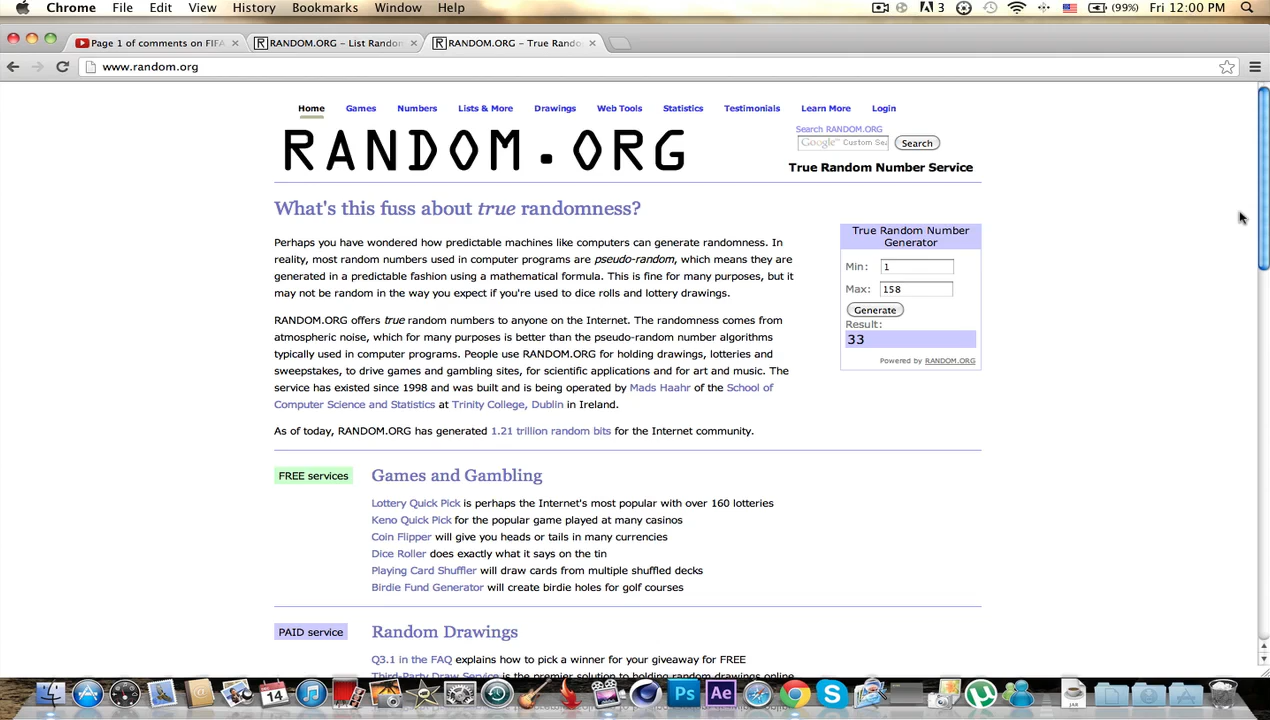 Chrome File Edit View History Bookmarks Window Help
3
(99%) Fri 12:00 PM
Page 1 of comments on FIFA
RANDOM.ORG - List Random
RANDOM.ORG - True Rando
www.random.org
Home Games Numbers Lists & More Drawings Web Tools Statistics Testimonials Learn More Login
RANDOM.ORG
Search RANDOM.ORG
Google™ Custom Sea
Search
True Random Number Service
What's this fuss about true randomness?
Perhaps you have wondered how predictable machines like computers can generate randomness. In
reality, most random numbers used in computer programs are pseudo-random, which means they are
generated in a predictable fashion using a mathematical formula. This is fine for many purposes, but it
may not be random in the way you expect if you're used to dice rolls and lottery drawings.
RANDOM.ORG offers true random numbers to anyone on the Internet. The randomness comes from
atmospheric noise, which for many purposes is better than the pseudo-random number algorithms
typically used in computer programs. People use RANDOM.ORG for holding drawings, lotteries and
sweepstakes, to drive games and gambling sites, for scientific applications and for art and music. The
service has existed since 1998 and was built and is being operated by Mads Haahr of the School of
Computer Science and Statistics at Trinity College, Dublin in Ireland.
As of today, RANDOM.ORG has generated 1.21 trillion random bits for the Internet community.
True Random Number
Generator
Min: 1
Max: 158
Generate
Result:
33
Powered by RANDOM.ORG
FREE services
Games and Gambling
Lottery Quick Pick is perhaps the Internet's most popular with over 160 lotteries
Keno Quick Pick for the popular game played at many casinos
Coin Flipper will give you heads or tails in many currencies
Dice Roller does exactly what it says on the tin
Playing Card Shuffler will draw cards from multiple shuffled decks
Birdie Fund Generator will create birdie holes for golf courses
PAID service
Random Drawings
Q3.1 in the FAQ explains how to pick a winner for your giveaway for FREE
Third-Party Draw Service is the premier solution to holding random drawings online
14
Ps
Ae